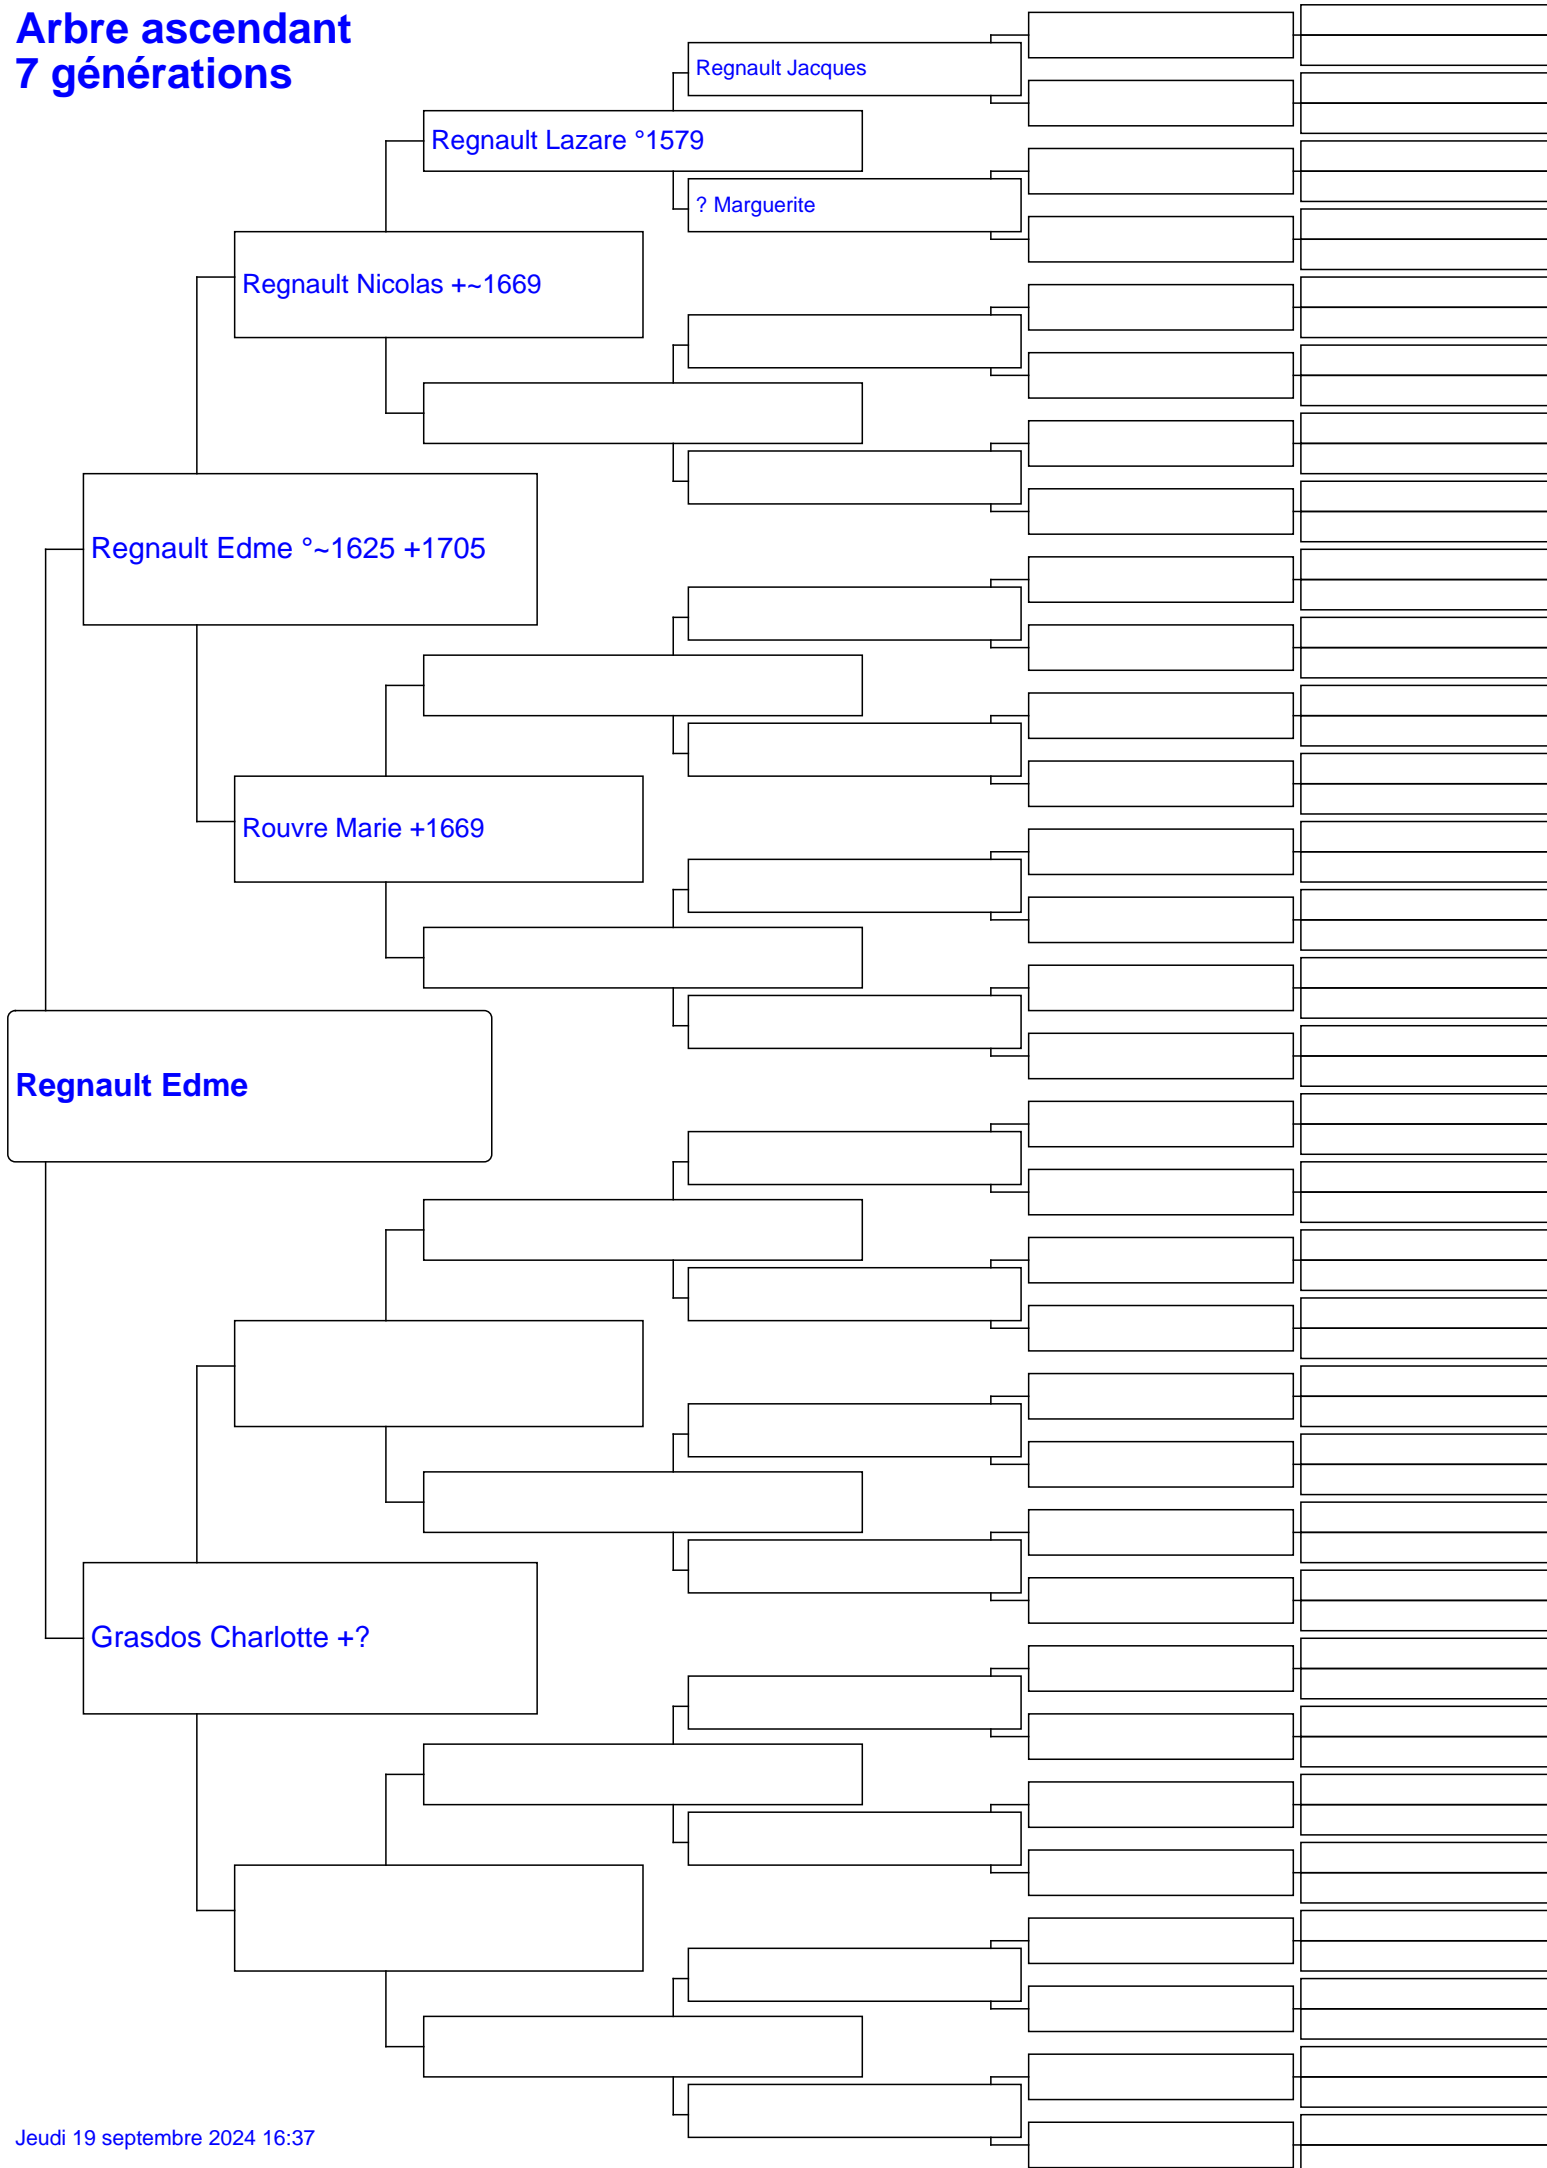 Arbre ascendant
7 générations
Regnault Jacques
Regnault Lazare °1579
? Marguerite
Regnault Nicolas +~1669
Regnault Edme °~1625 +1705
Rouvre Marie +1669
Regnault Edme
Grasdos Charlotte +?
Jeudi 19 septembre 2024 16:37